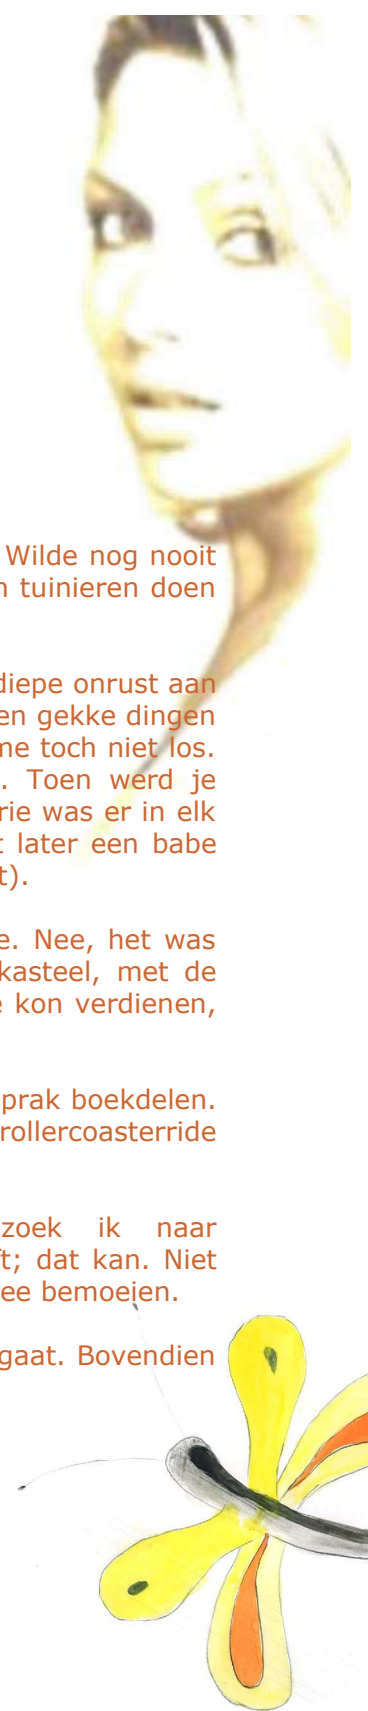 Wilde nog nooit
tuinieren doen
diepe onrust aan
en gekke dingen
me toch niet los.
. Toen werd je
rie was er in elk
later een babe
t).
e. Nee, het was
kasteel, met de
e kon verdienen,
prak boekdelen.
rollercoasterride
zoek ik naar
ft; dat kan. Niet
ee bemoeien.
gaat. Bovendien